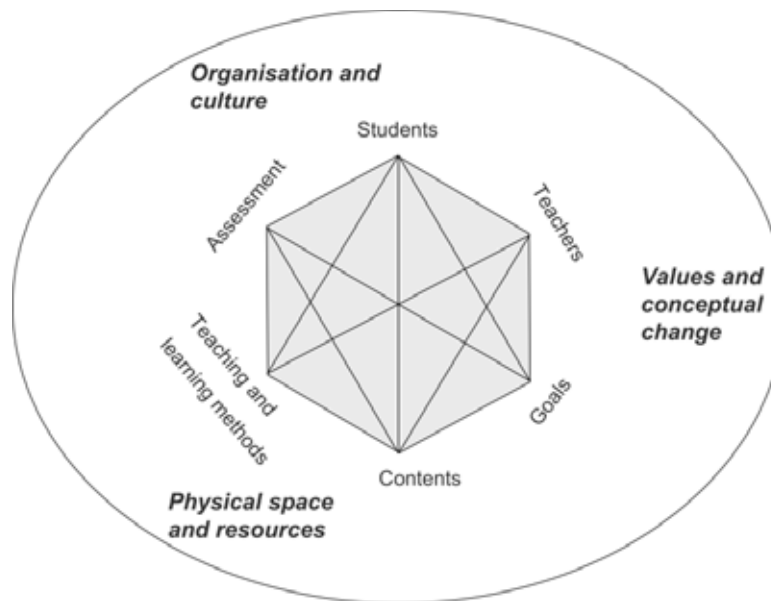 Organisation and
culture
Students
Assessment
Teachers
Values and
conceptual
change
Teaching and
learning methods
Goals
Contents
Physical space
and resources